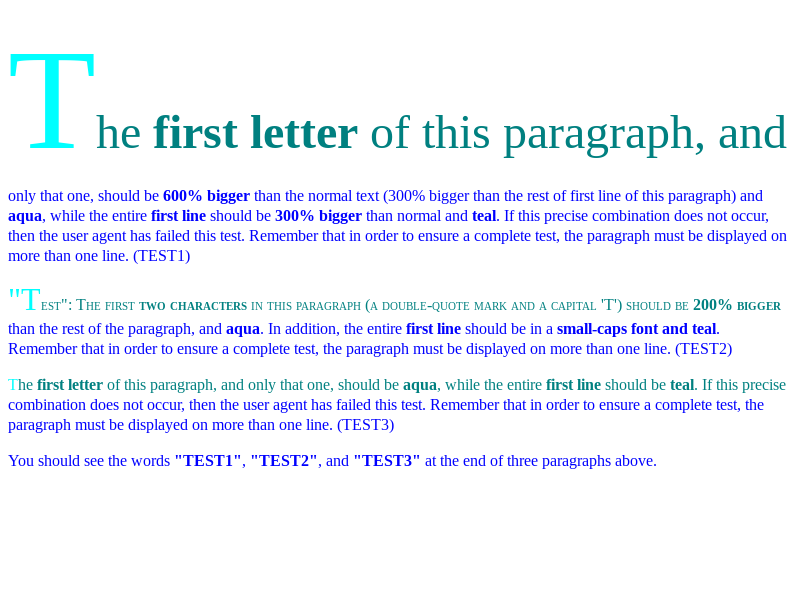 The first letter of this paragraph, and
only that one, should be 600% bigger than the normal text (300% bigger than the rest of first line of this paragraph) and
aqua, while the entire first line should be 300% bigger than normal and teal. If this precise combination does not occur,
then the user agent has failed this test. Remember that in order to ensure a complete test, the paragraph must be displayed on
more than one line. (TEST1)
"Test": The first two characters in this paragraph (a double-quote mark and a capital 'T') should be 200% bigger
than the rest of the paragraph, and aqua. In addition, the entire first line should be in a small-caps font and teal.
Remember that in order to ensure a complete test, the paragraph must be displayed on more than one line. (TEST2)
The first letter of this paragraph, and only that one, should be aqua, while the entire first line should be teal. If this precise
combination does not occur, then the user agent has failed this test. Remember that in order to ensure a complete test, the
paragraph must be displayed on more than one line. (TEST3)
You should see the words "TEST1", "TEST2", and "TEST3" at the end of three paragraphs above.